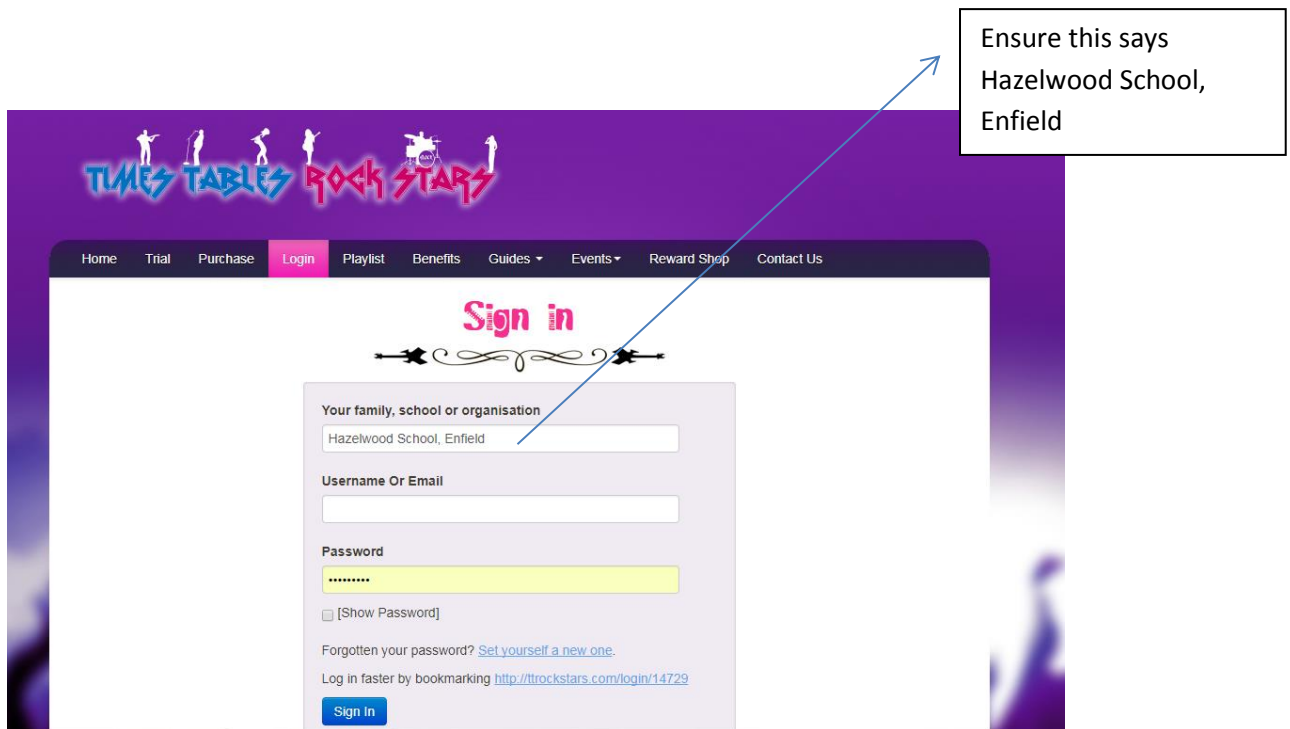 Ensure this says
Hazelwood School,
Enfield
TIMES TABLES ROCK STARS
Home Trial Purchase Login Playlist Benefits Guides Events Reward Shop Contact Us
Sign in
Your family, school or organisation
Hazelwood School, Enfield
Username Or Email
Password
•••••••••
[Show Password]
Forgotten your password? Set yourself a new one.
Log in faster by bookmarking http://ttrockstars.com/login/14729
Sign In